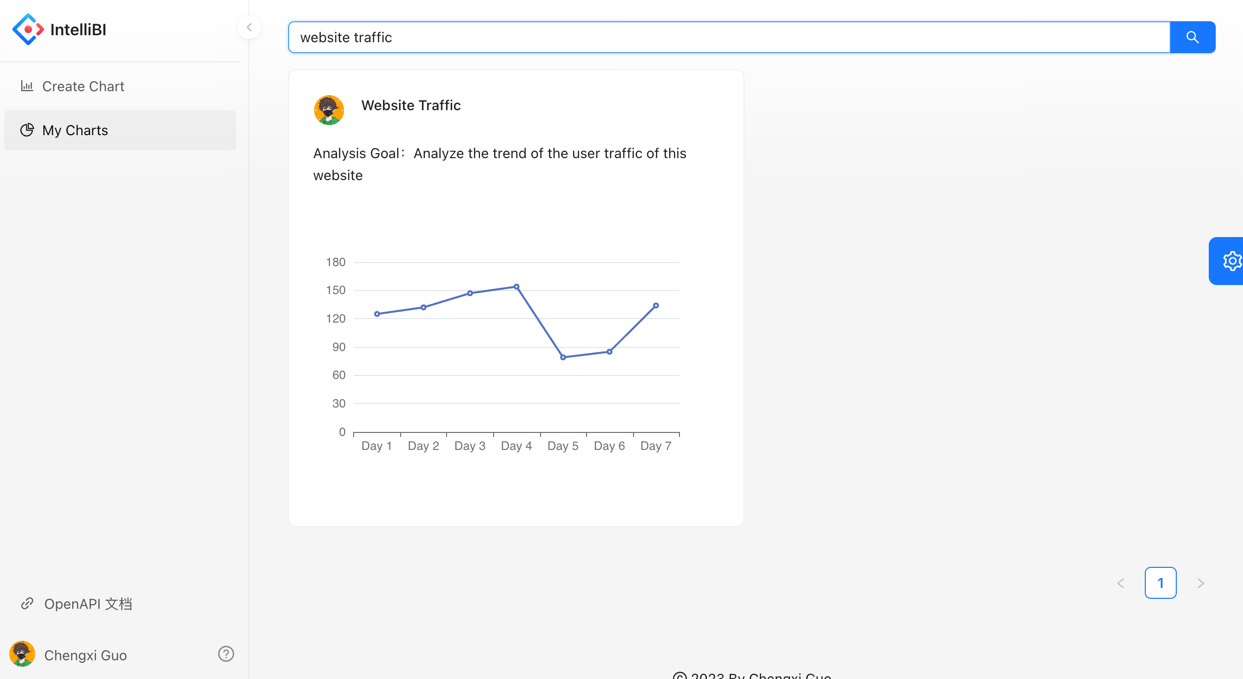 IntelliBI
website traffic
Create Chart
My Charts
Website Traffic
Analysis Goal：Analyze the trend of the user traffic of this
website
180
150
120
90
60
30
0
Day 1 Day 2 Day 3 Day 4 Day 5 Day 6 Day 7
1
OpenAPI 文档
Chengxi Guo
© 2023 By Chengxi Guo